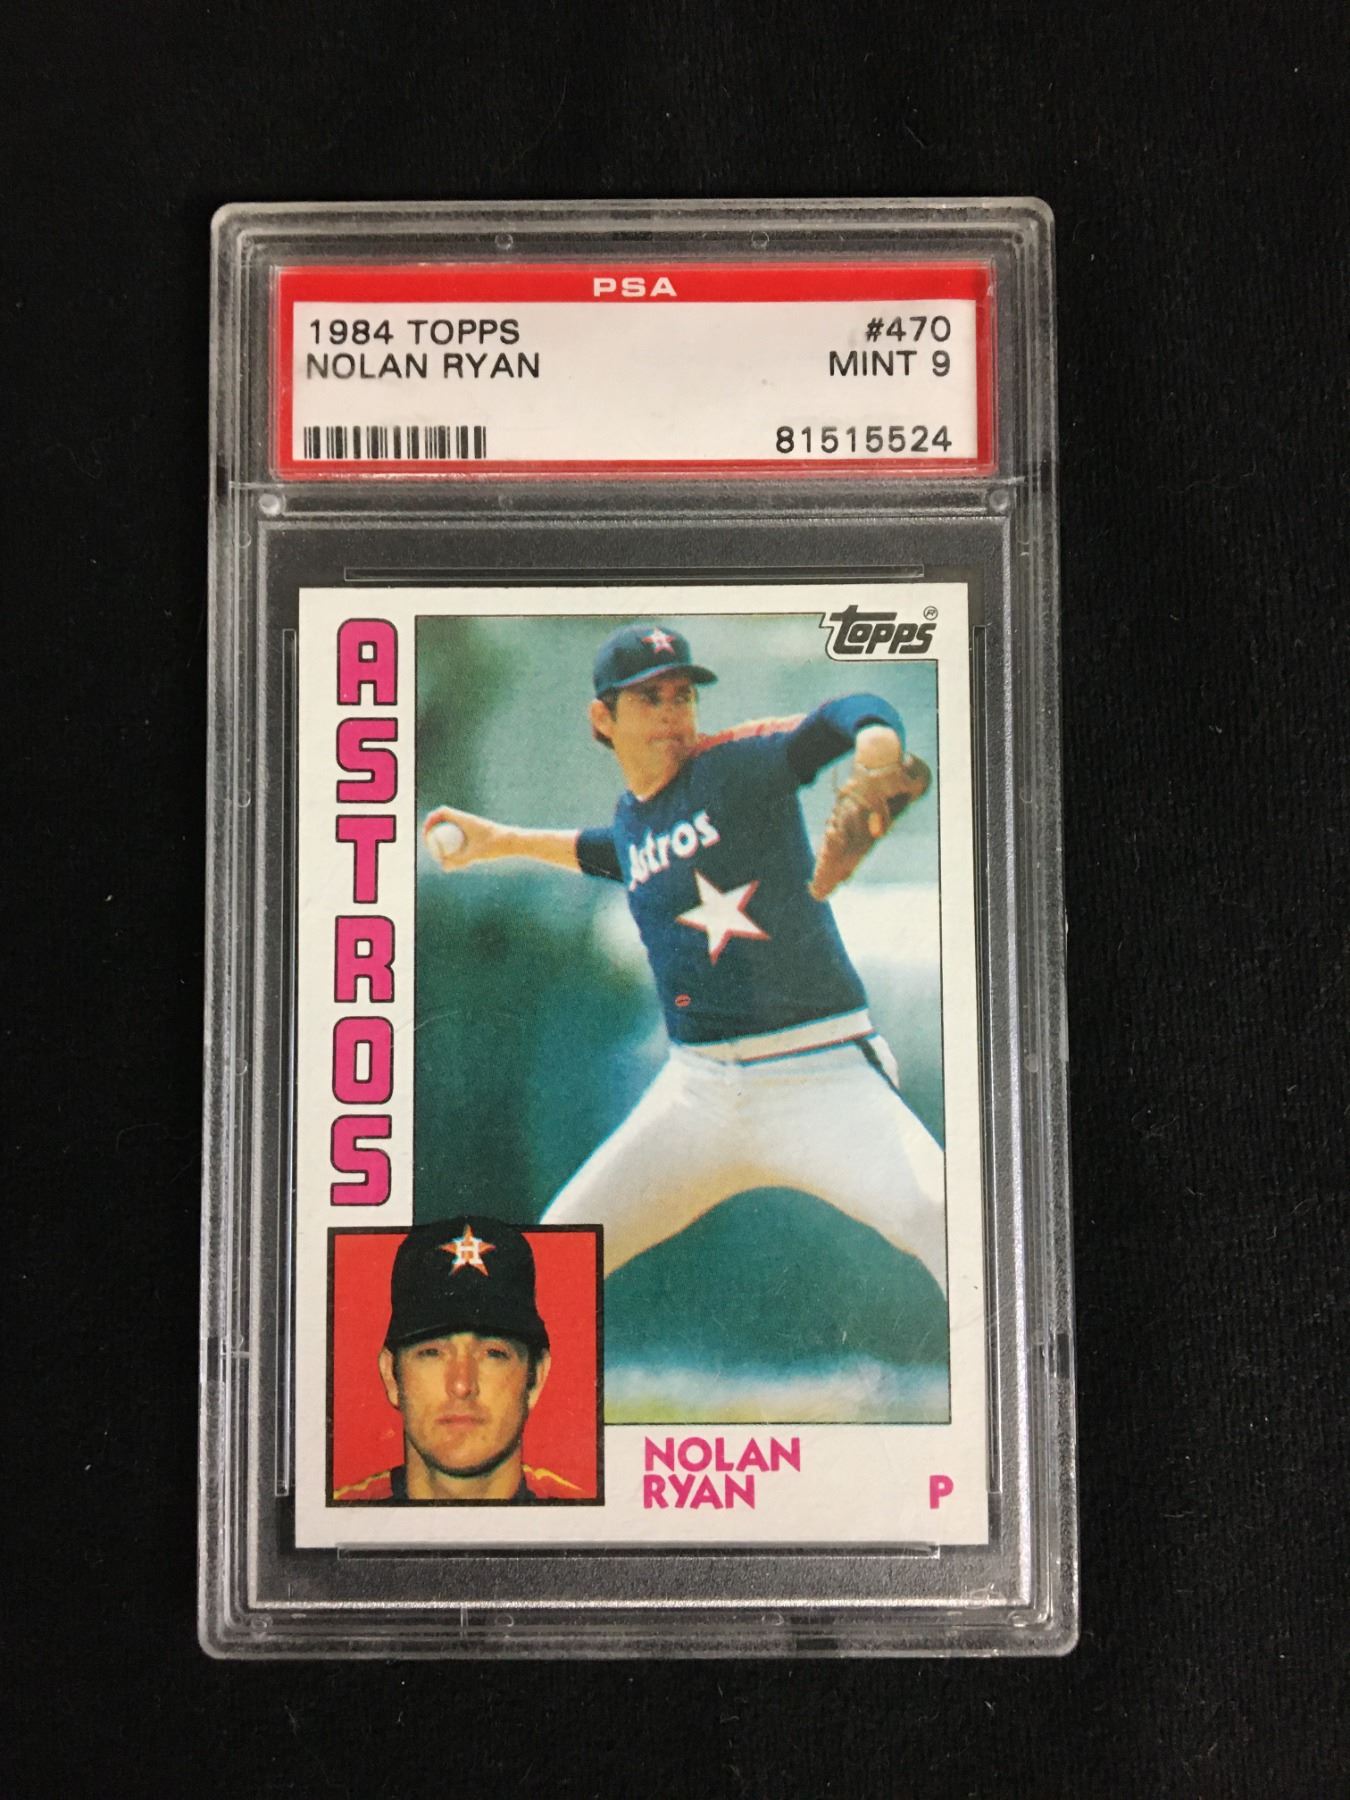 PSA
1984 TOPPS #470
NOLAN RYAN MINT 9
81515524
TOPPS®
ASTROS
Astros
H
NOLAN
RYAN
P